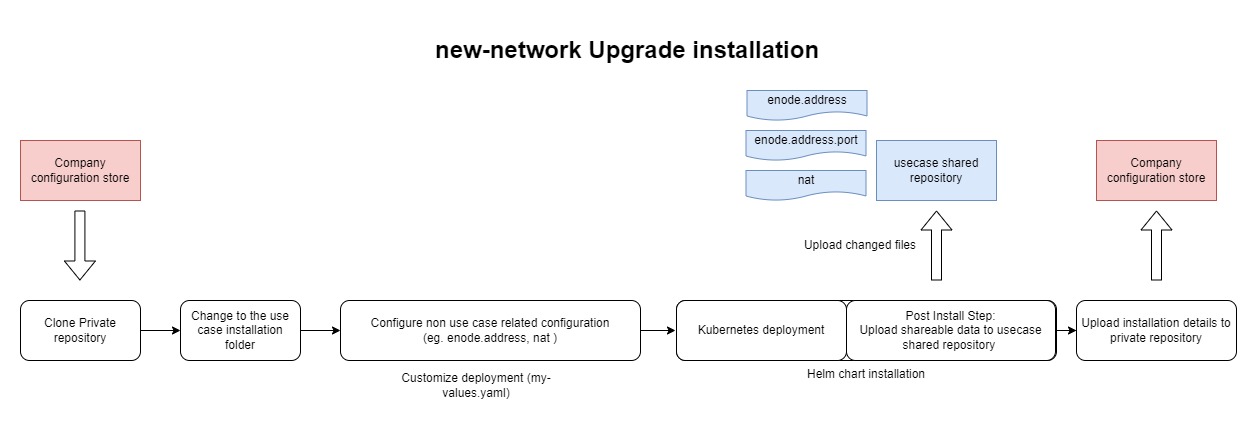 new-network Upgrade installation
enode.address
enode.address.port
nat
Company
configuration store
usecase shared
repository
Company
configuration store
Upload changed files
Clone Private
repository
Change to the use
case installation
folder
Configure non use case related configuration
(eg. enode.address, nat )
Kubernetes deployment
Post Install Step:
Upload shareable data to usecase
shared repository
Upload installation details to
private repository
Customize deployment (my-
values.yaml)
Helm chart installation